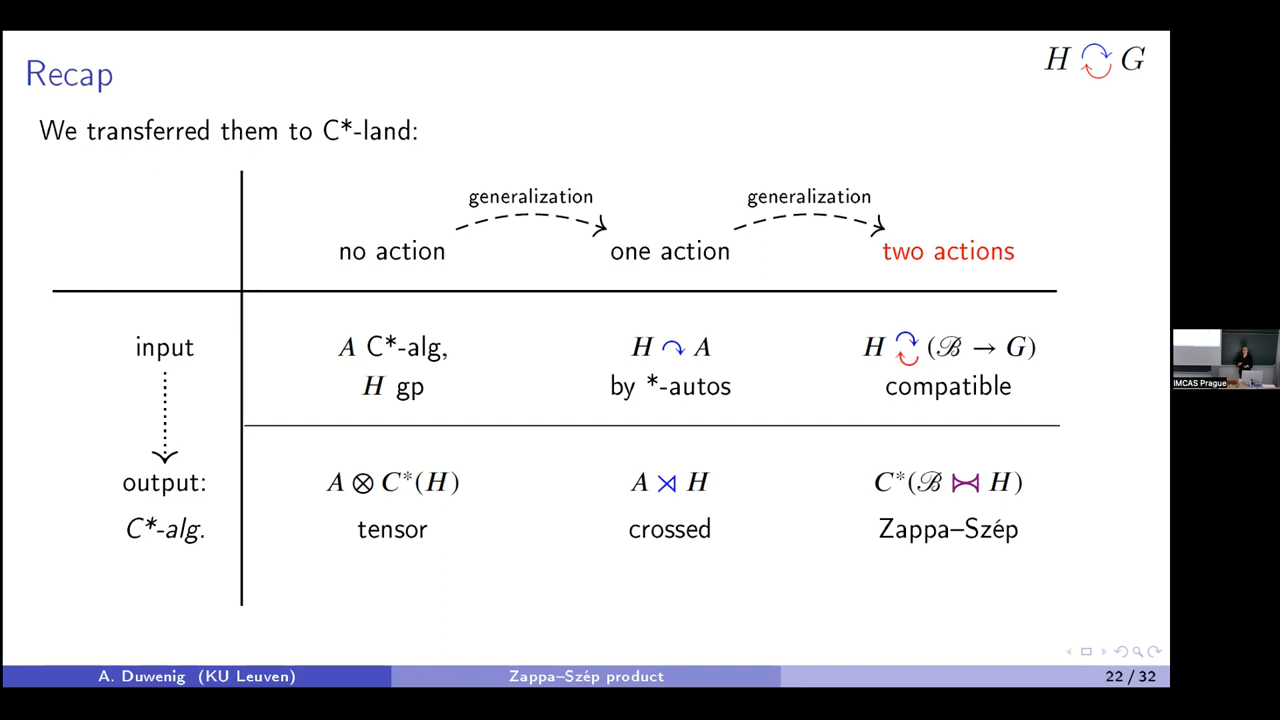 Recap
H G
We transferred them to C*-land:
generalization generalization
no action one action two actions
input
A C*-alg, H ↷ A H (ℬ → G)
H gp by *-autos compatible
output: A ⊗ C*(H) A ⋊ H C*(ℬ ⋈ H)
C*-alg. tensor crossed Zappa–Szép
IMCAS Prague
A. Duwenig (KU Leuven) Zappa–Szép product 22 / 32